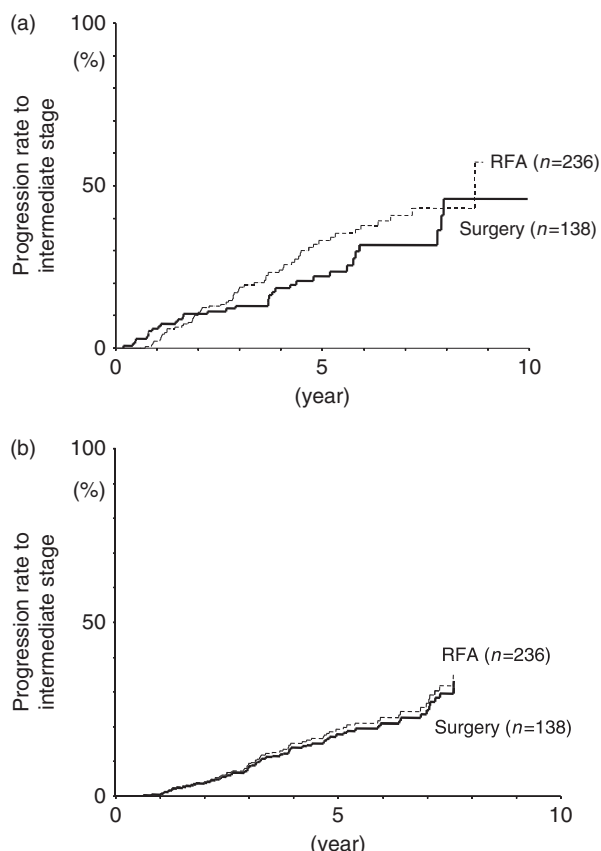 (a)
100
(%)
Progression rate to
intermediate stage
50
0
RFA (n=236)
Surgery (n=138)
0
5
10
(year)
(b)
100
(%)
Progression rate to
intermediate stage
50
0
RFA (n=236)
Surgery (n=138)
0
5
10
(year)